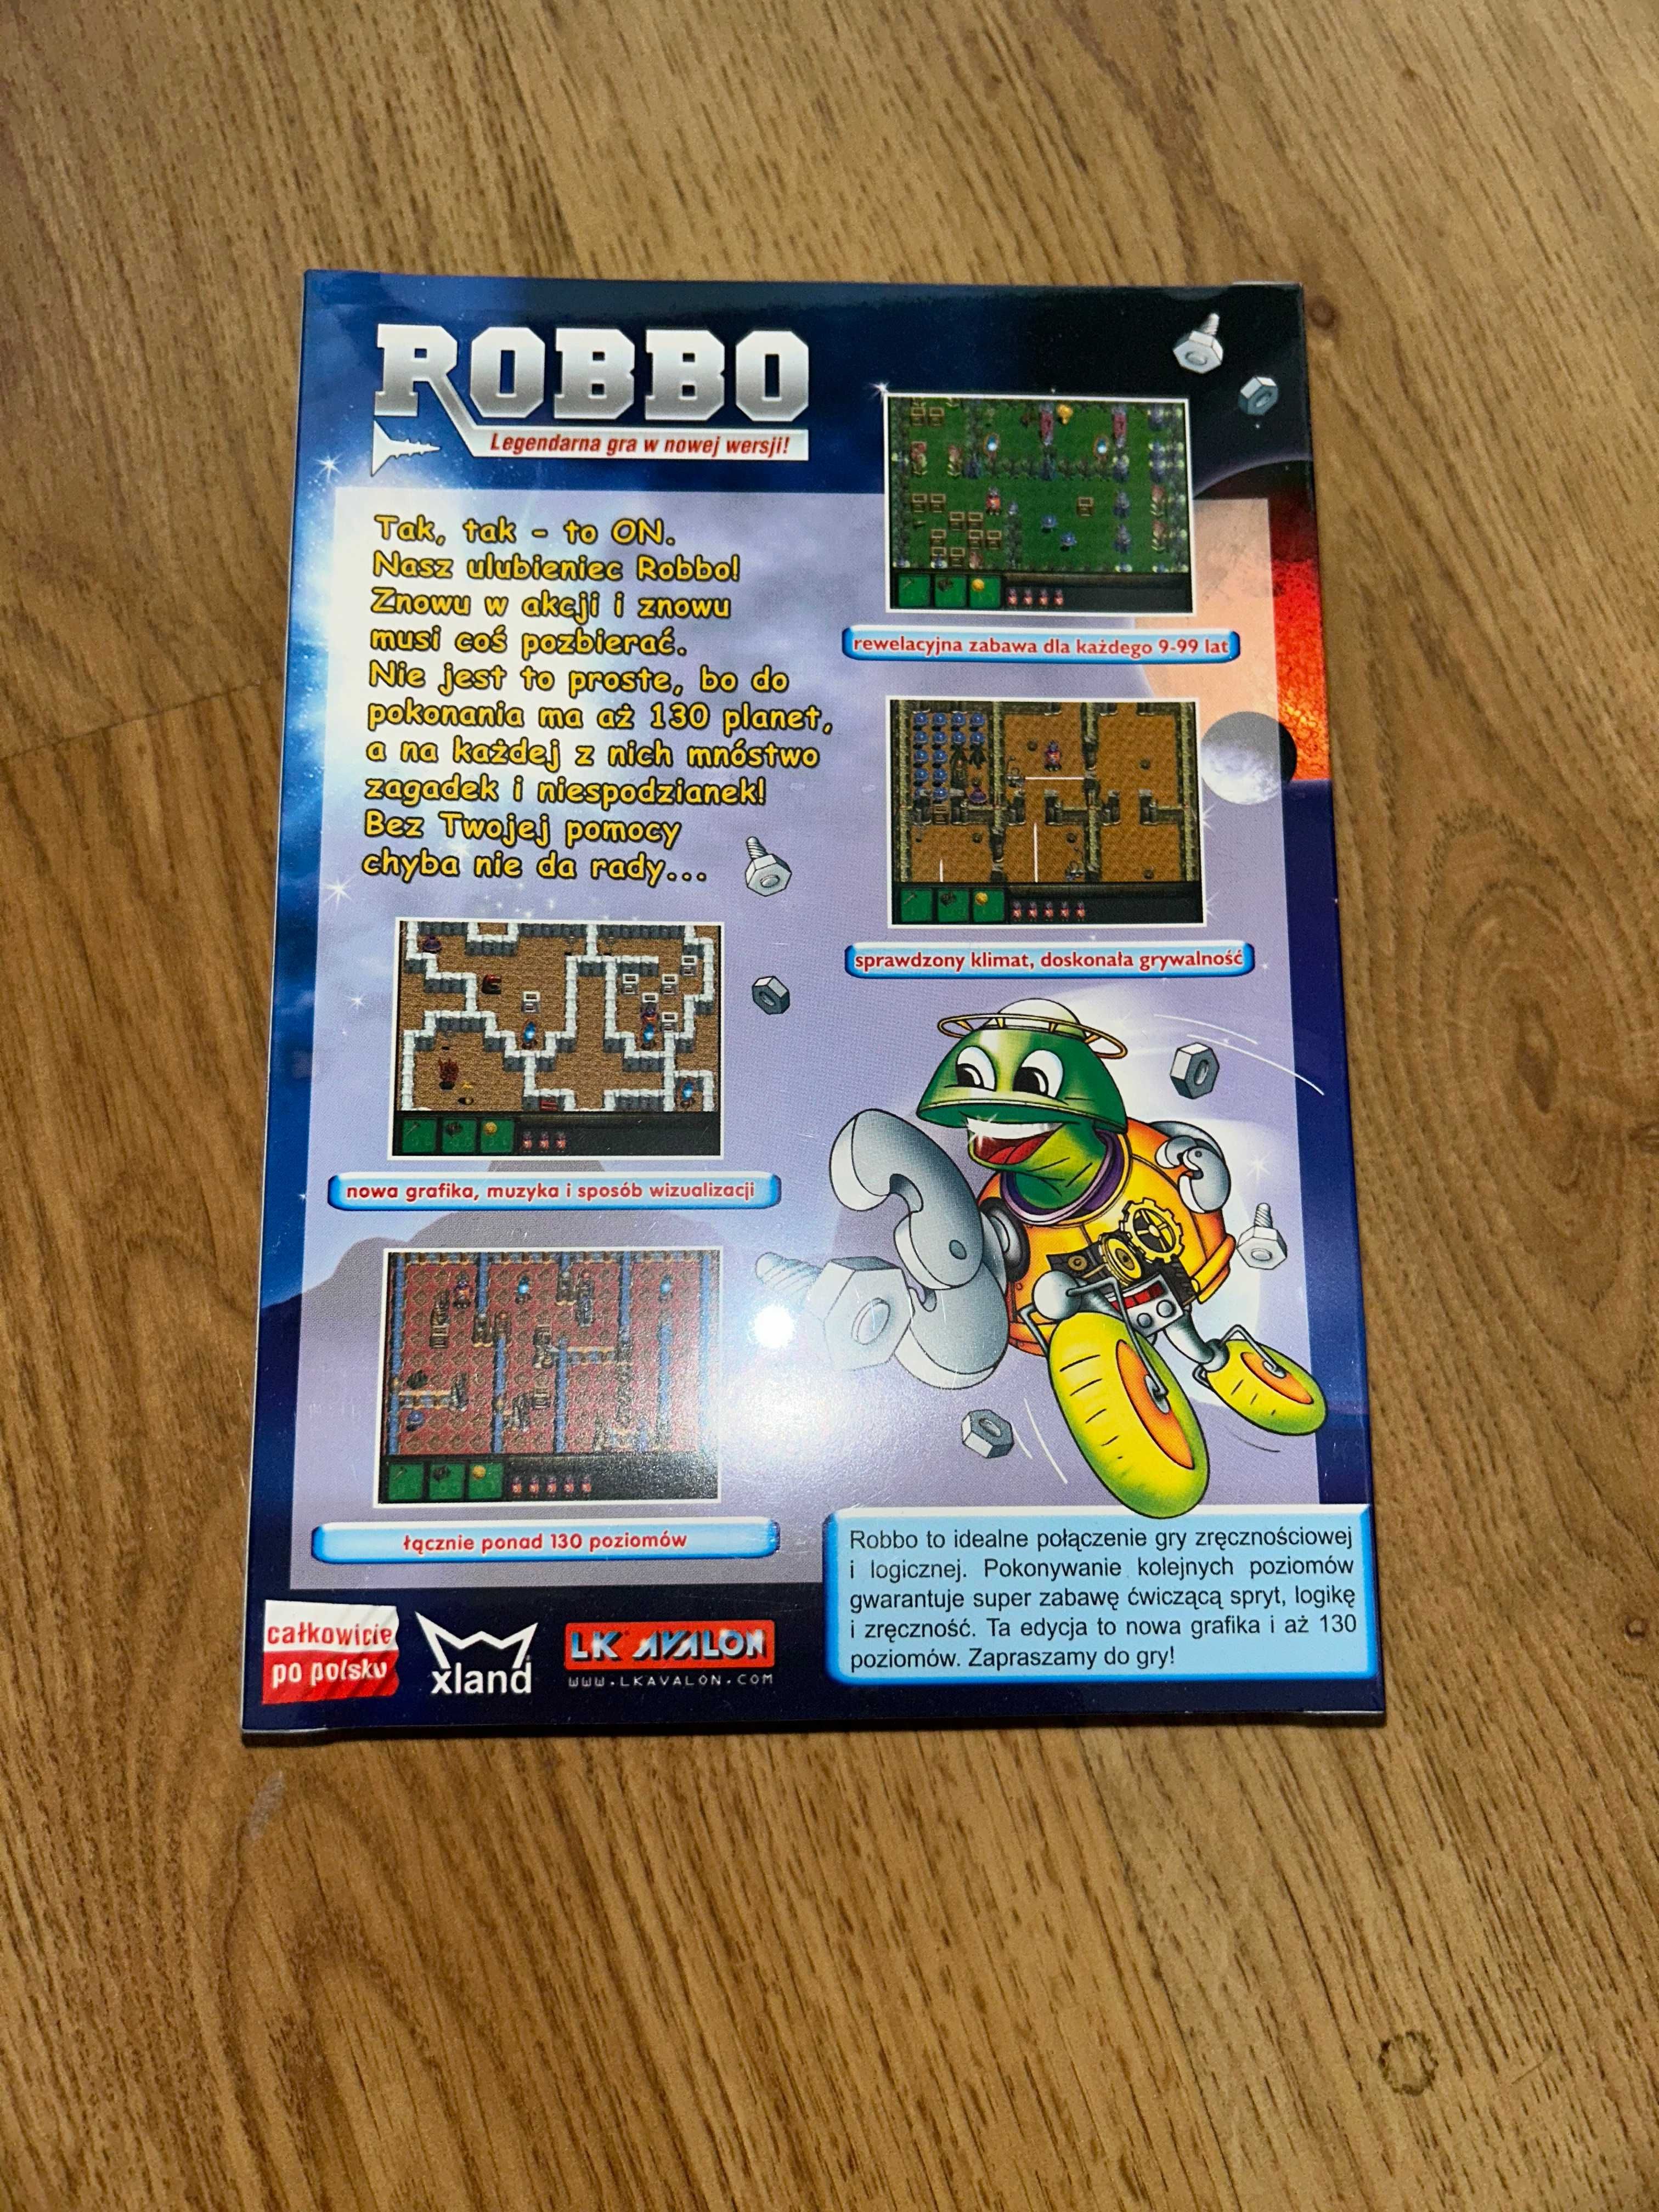 ROBBO
Legendarna gra w nowej wersji!
Tak, tak - to ON.
Nasz ulubieniec Robbo!
Znowu w akcji i znowu
musi coś pozbierać.
Nie jest to proste, bo do
pokonania ma aż 130 planet,
a na każdej z nich mnóstwo
zagadek i niespodzianek!
Bez Twojej pomocy
chyba nie da rady...
rewelacyjna zabawa dla każdego 9-99 lat
sprawdzony klimat, doskonała grywalność
nowa grafika, muzyka i sposób wizualizacji
łącznie ponad 130 poziomów
Robbo to idealne połączenie gry zręcznościowej
i logicznej. Pokonywanie kolejnych poziomów
gwarantuje super zabawę ćwiczącą spryt, logikę
i zręczność. Ta edycja to nowa grafika i aż 130
poziomów. Zapraszamy do gry!
całkowicie
po polsku
xland
LK AVALON
WWW.LKAVALON.COM